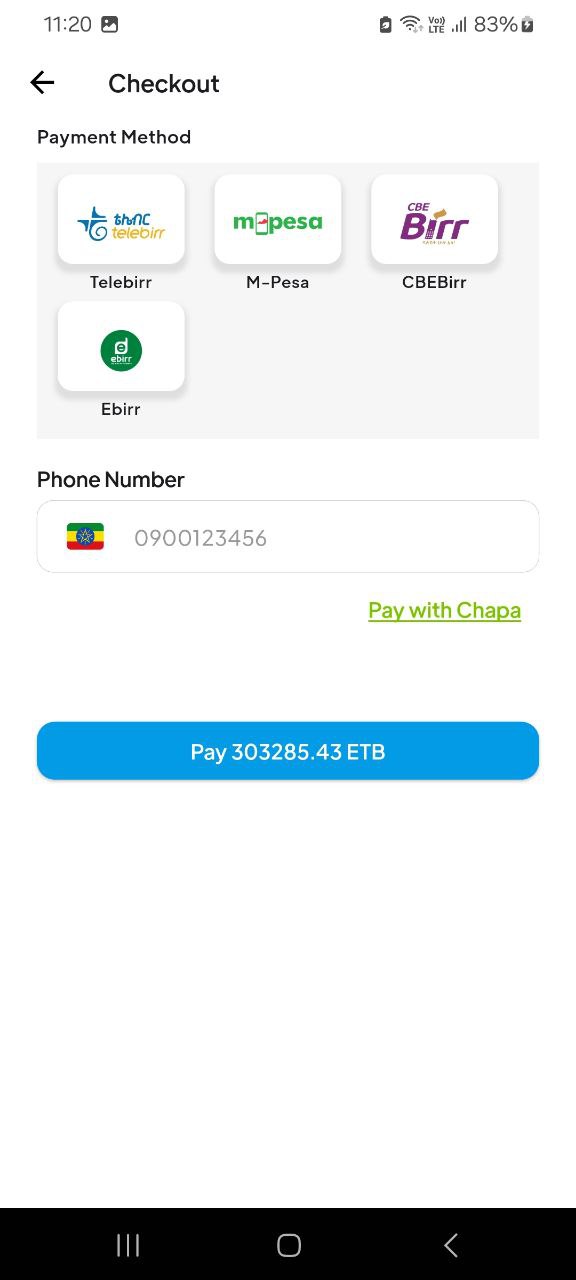 11:20 83%
Vo)) LTE
Checkout
Payment Method
ቴሌብር
telebirr
m-pesa
CBE
Birr
Telebirr M-Pesa CBEBirr
ebirr
Ebirr
Phone Number
0900123456
Pay with Chapa
Pay 303285.43 ETB